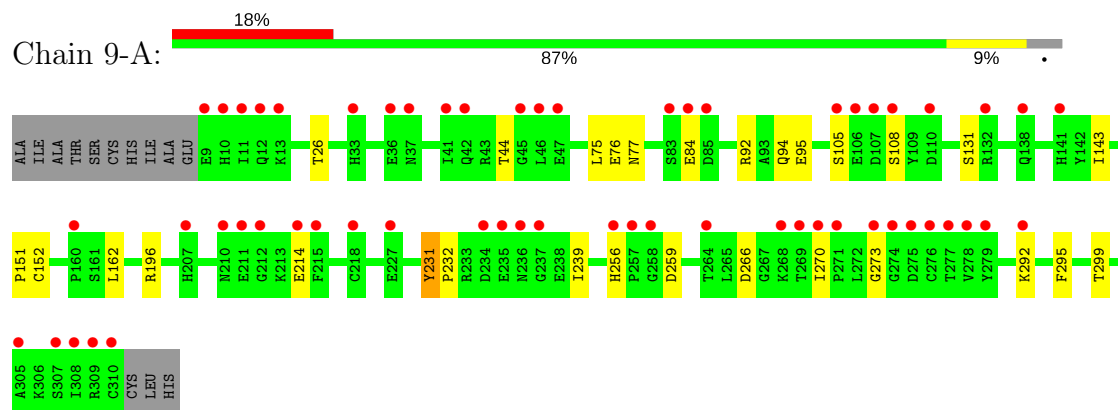 18%
Chain 9-A:
87% 9% .
ALA ILE ALA THR SER CYS HIS ILE ALA GLU E9 H10 I11 Q12 K13 T26 H33 E36 N37 I41 Q42 R43 T44 G45 L46 E47 L75 E76 N77 S83 E84 D85 R92 A93 Q94 E95 S105 E106 D107 S108 Y109 D110 S131 R132 Q138 H141 Y142 I143
P151 C152 P160 S161 L162 R196 H207 N210 E211 G212 K213 E214 F215 C218 E227 Y231 P232 R233 D234 E235 N236 G237 E238 I239 H256 P257 G258 D259 T264 L265 D266 G267 K268 T269 I270 P271 L272 G273 G274 D275 C276 T277 V278 Y279 K292 F295 T299
A305 K306 S307 I308 R309 C310 CYS LEU HIS